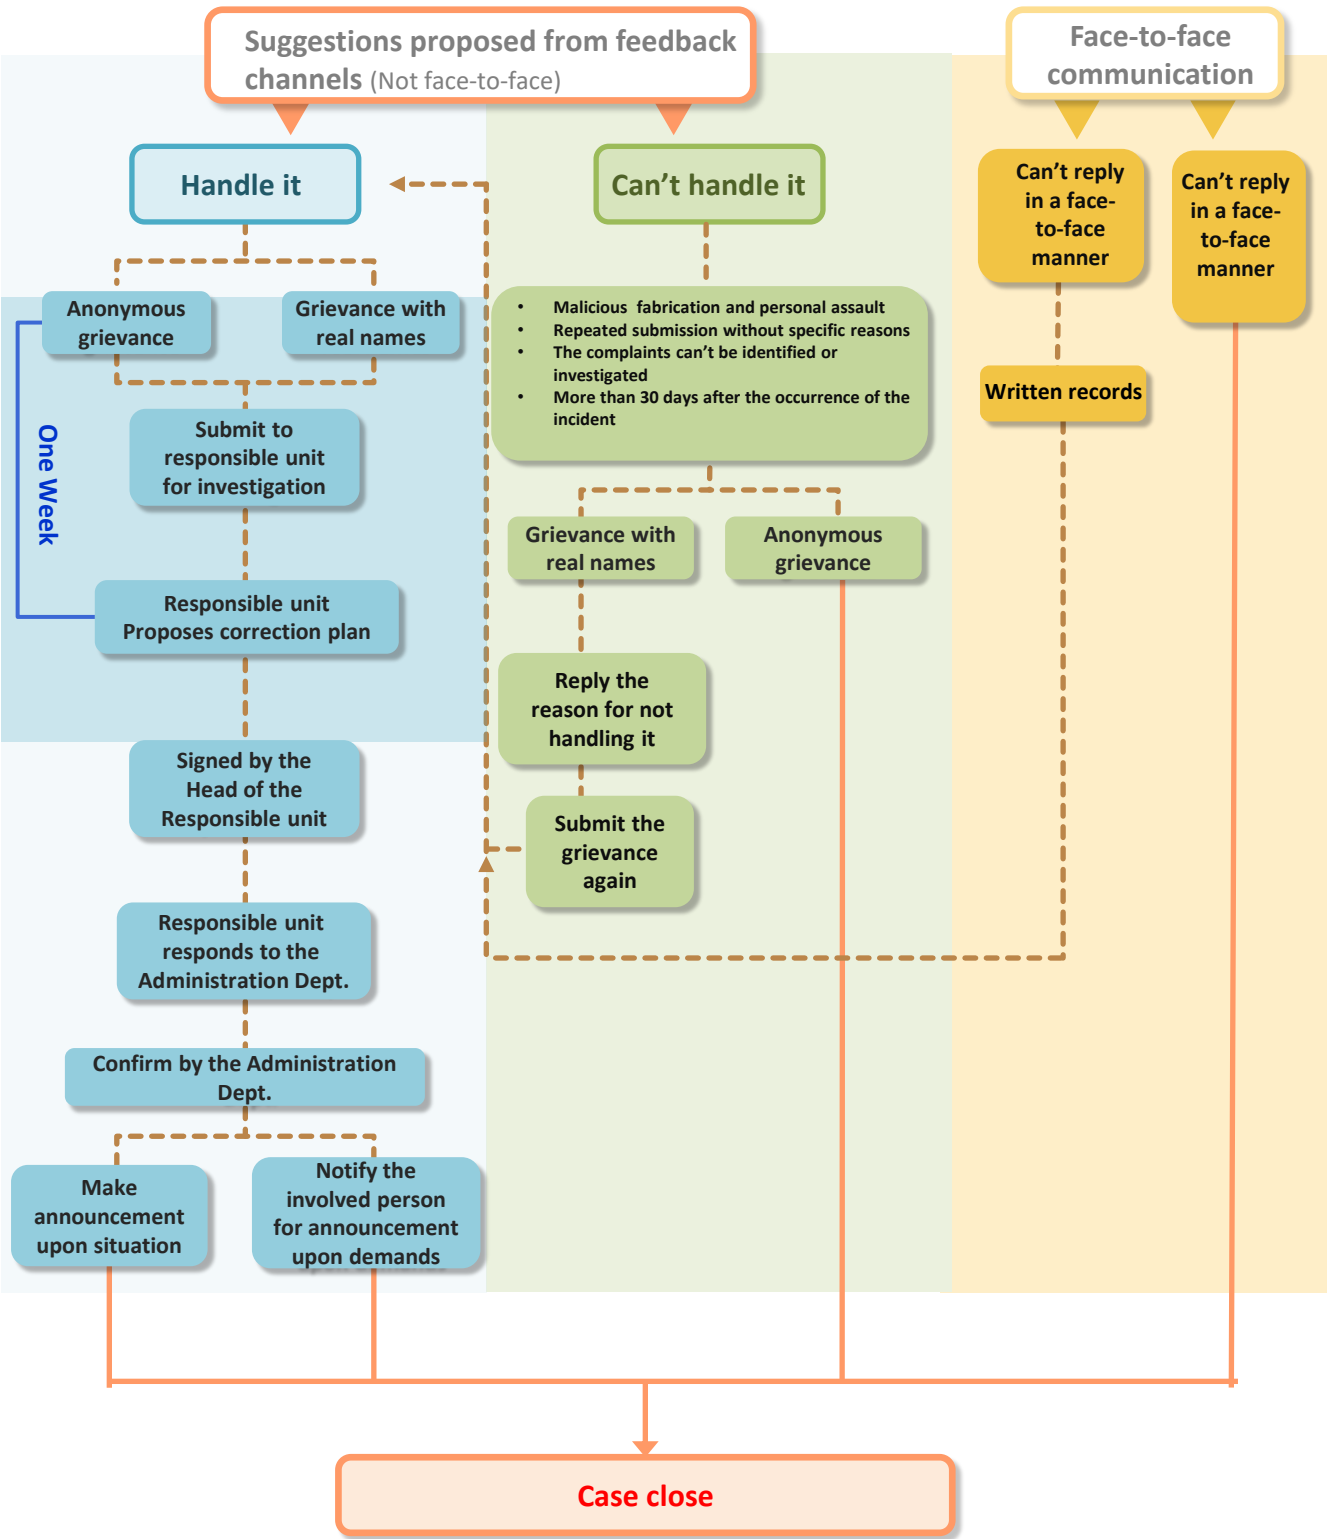 Suggestions proposed from feedback
channels (Not face-to-face)
Face-to-face
communication
Handle it
Can't handle it
Can't reply
in a face-
to-face
manner
Can't reply
in a face-
to-face
manner
Anonymous
grievance
Grievance with
real names
• Malicious fabrication and personal assault
• Repeated submission without specific reasons
• The complaints can't be identified or
investigated
• More than 30 days after the occurrence of the
incident
Written records
One Week
Submit to
responsible unit
for investigation
Grievance with
real names
Anonymous
grievance
Responsible unit
Proposes correction plan
Reply the
reason for not
handling it
Signed by the
Head of the
Responsible unit
Submit the
grievance
again
Responsible unit
responds to the
Administration Dept.
Confirm by the Administration
Dept.
Make
announcement
upon situation
Notify the
involved person
for announcement
upon demands
Case close